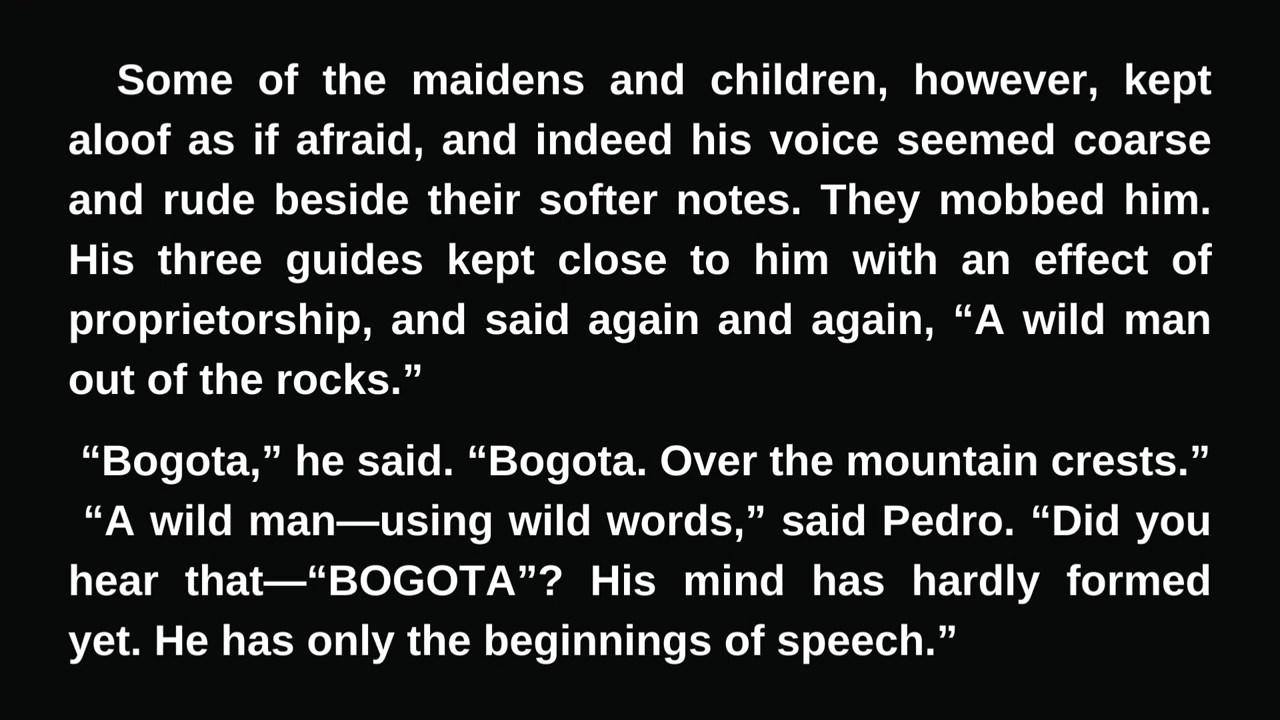 Some of the maidens and children, however, kept
aloof as if afraid, and indeed his voice seemed coarse
and rude beside their softer notes. They mobbed him.
His three guides kept close to him with an effect of
proprietorship, and said again and again, “A wild man
out of the rocks.”
“Bogota,” he said. “Bogota. Over the mountain crests.”
“A wild man—using wild words,” said Pedro. “Did you
hear that—“BOGOTA”? His mind has hardly formed
yet. He has only the beginnings of speech.”